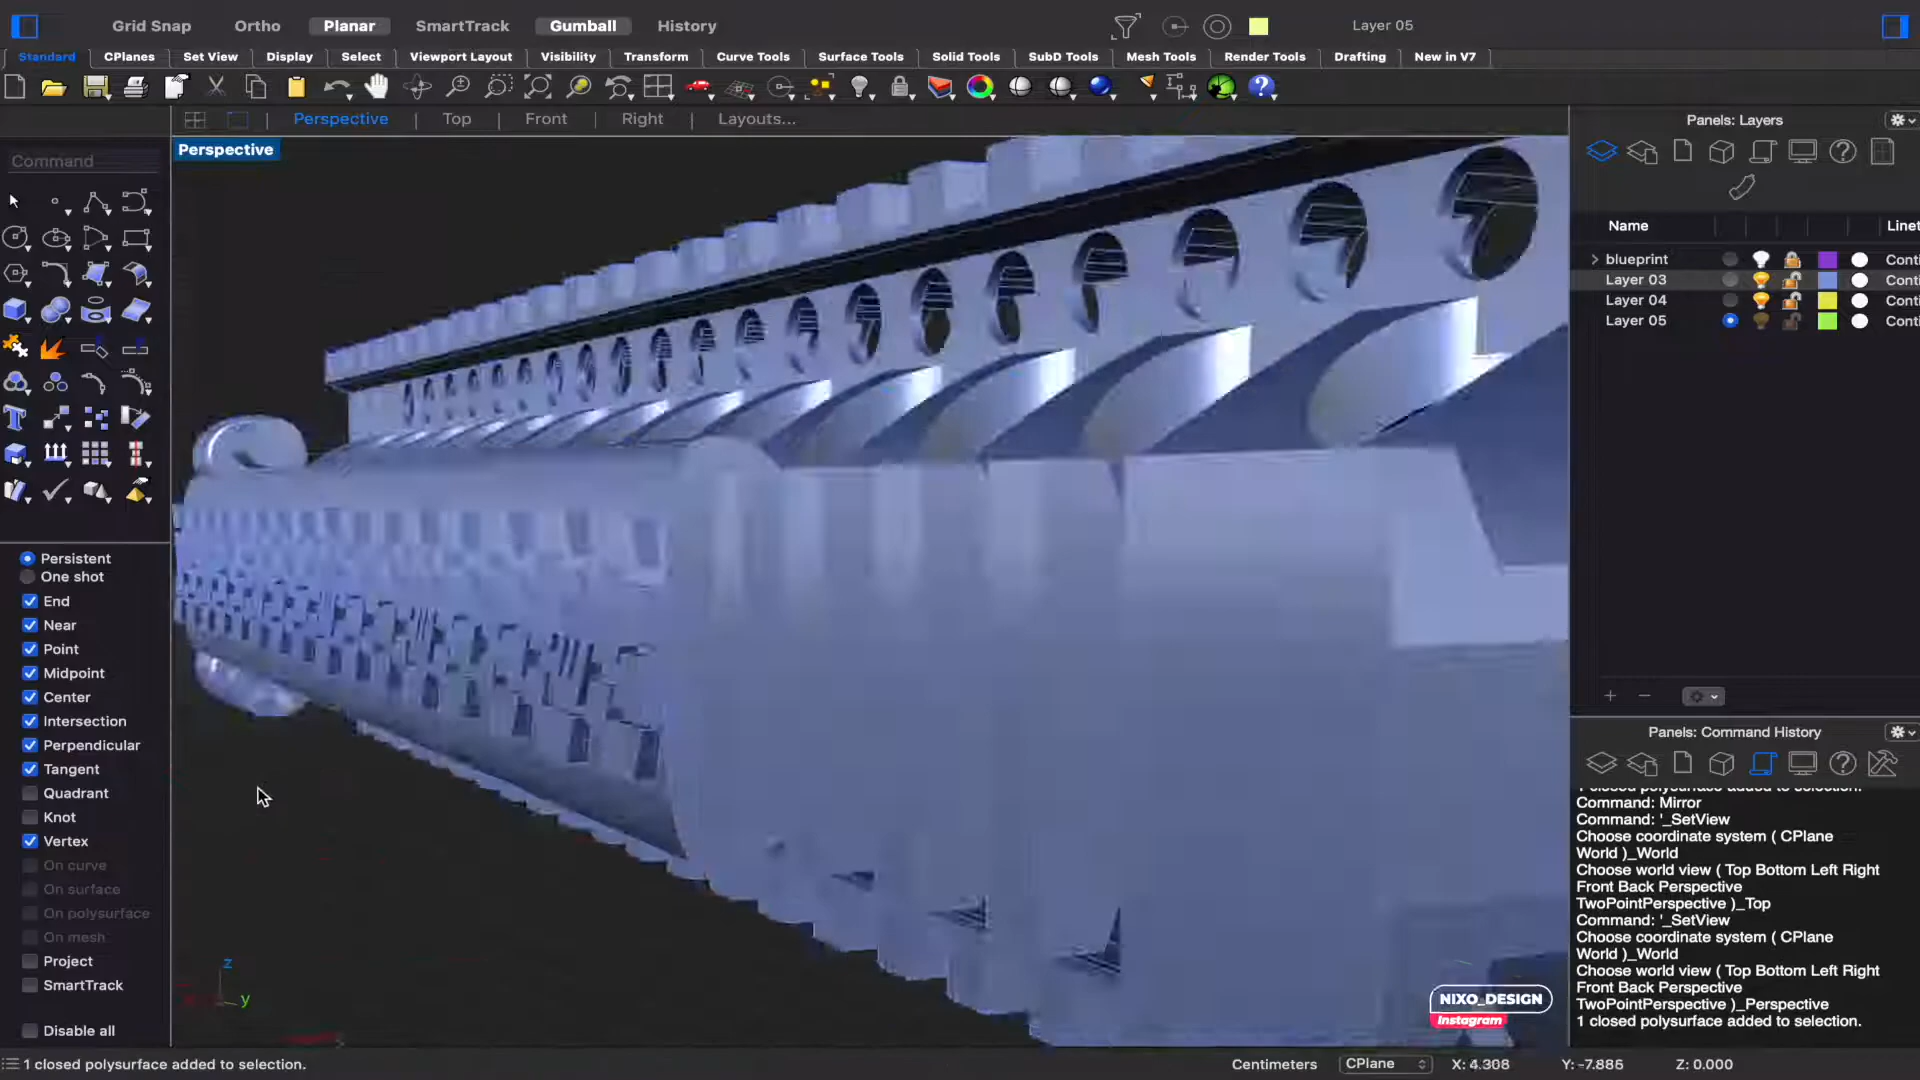 Grid Snap Ortho Planar SmartTrack Gumball History Layer 05
Standard CPlanes Set View Display Select Viewport Layout Visibility Transform Curve Tools Surface Tools Solid Tools SubD Tools Mesh Tools Render Tools Drafting New in V7
Perspective Top Front Right Layouts...
Perspective
Command
Persistent
One shot
End
Near
Point
Midpoint
Center
Intersection
Perpendicular
Tangent
Quadrant
Knot
Vertex
On curve
On surface
On polysurface
On mesh
Project
SmartTrack
Disable all
z
y
NIXO_DESIGN
Instagram
Panels: Layers
Name Linet
blueprint Conti
Layer 03 Conti
Layer 04 Conti
Layer 05 Conti
Panels: Command History
1 closed polysurface added to selection.
Command: Mirror
Command: '_SetView
Choose coordinate system ( CPlane
World )_World
Choose world view ( Top Bottom Left Right
Front Back Perspective
TwoPointPerspective )_Top
Command: '_SetView
Choose coordinate system ( CPlane
World )_World
Choose world view ( Top Bottom Left Right
Front Back Perspective
TwoPointPerspective )_Perspective
1 closed polysurface added to selection.
1 closed polysurface added to selection. Centimeters CPlane X: 4.308 Y: -7.885 Z: 0.000